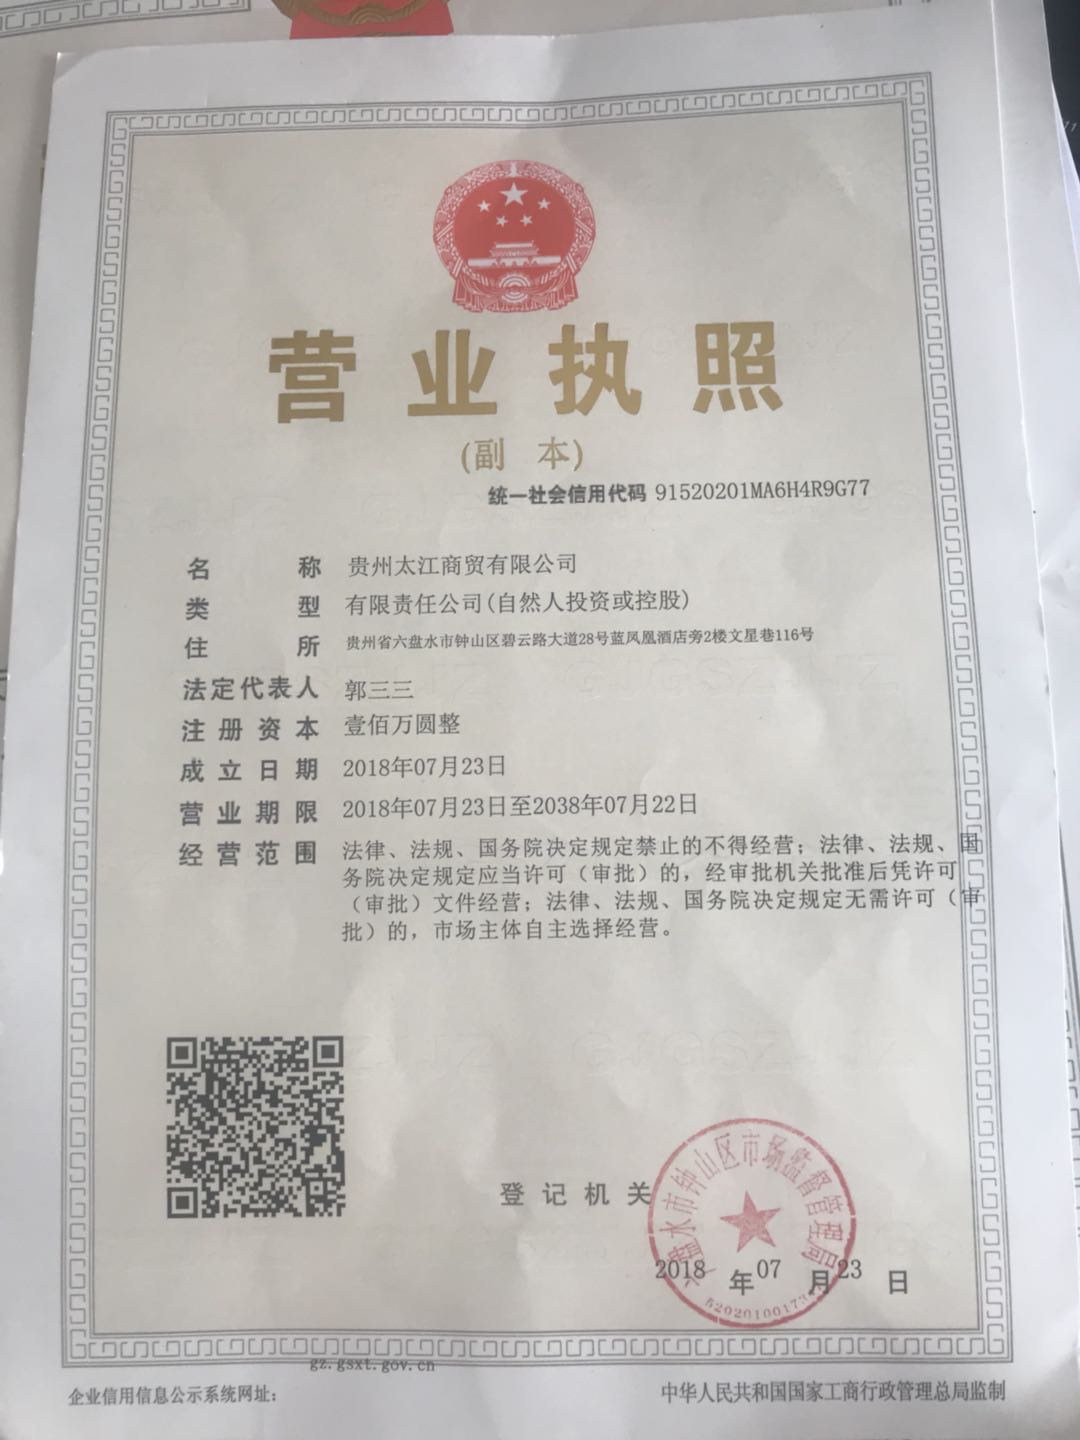 营业执照
(副 本)
统一社会信用代码 91520201MA6H4R9G77
名 称 贵州太江商贸有限公司
类 型 有限责任公司(自然人投资或控股)
住 所 贵州省六盘水市钟山区碧云路大道28号蓝凤凰酒店旁2楼文星巷116号
法定代表人 郭三三
注册资本 壹佰万圆整
成立日期 2018年07月23日
营业期限 2018年07月23日至2038年07月22日
经营范围 法律、法规、国务院决定规定禁止的不得经营；法律、法规、国
务院决定规定应当许可（审批）的，经审批机关批准后凭许可
（审批）文件经营；法律、法规、国务院决定规定无需许可（审
批）的，市场主体自主选择经营。
登记机关
六盘水市钟山区市场监督管理局
2018 年 07 月 23 日
gz.gsxt.gov.cn
企业信用信息公示系统网址：
中华人民共和国国家工商行政管理总局监制